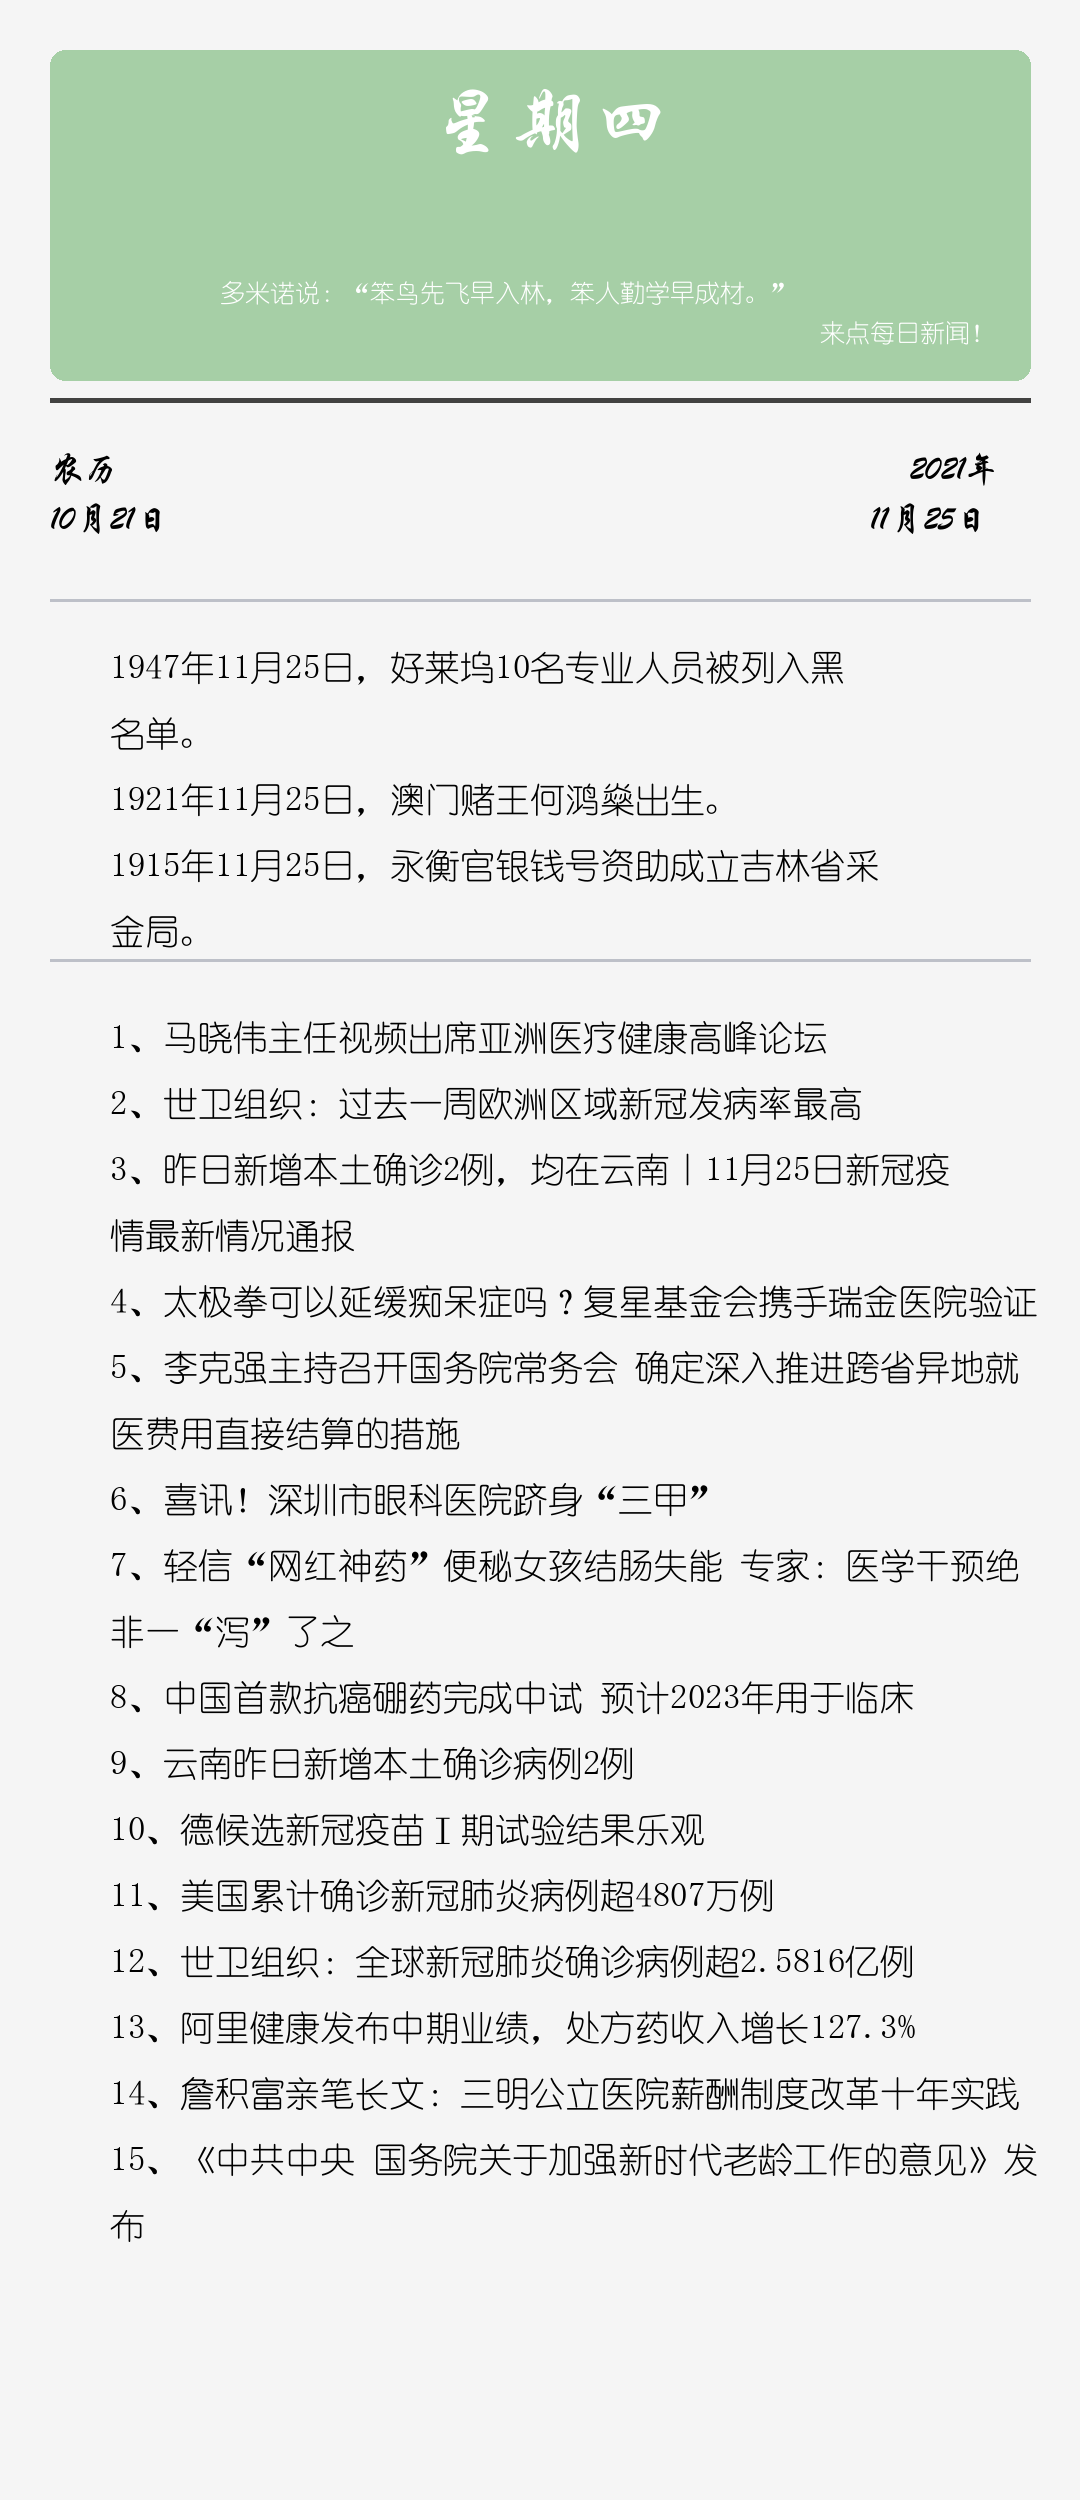 星期四
多米诺说：“笨鸟先飞早入林，笨人勤学早成材。”
来点每日新闻！
农历
2021年
10月21日
11月25日
1947年11月25日，好莱坞10名专业人员被列入黑
名单。
1921年11月25日，澳门赌王何鸿燊出生。
1915年11月25日，永衡官银钱号资助成立吉林省采
金局。
1、马晓伟主任视频出席亚洲医疗健康高峰论坛
2、世卫组织：过去一周欧洲区域新冠发病率最高
3、昨日新增本土确诊2例，均在云南｜11月25日新冠疫
情最新情况通报
4、太极拳可以延缓痴呆症吗？复星基金会携手瑞金医院验证
5、李克强主持召开国务院常务会 确定深入推进跨省异地就
医费用直接结算的措施
6、喜讯！深圳市眼科医院跻身“三甲”
7、轻信“网红神药”便秘女孩结肠失能 专家：医学干预绝
非一“泻”了之
8、中国首款抗癌硼药完成中试 预计2023年用于临床
9、云南昨日新增本土确诊病例2例
10、德候选新冠疫苗Ⅰ期试验结果乐观
11、美国累计确诊新冠肺炎病例超4807万例
12、世卫组织：全球新冠肺炎确诊病例超2.5816亿例
13、阿里健康发布中期业绩，处方药收入增长127.3%
14、詹积富亲笔长文：三明公立医院薪酬制度改革十年实践
15、《中共中央 国务院关于加强新时代老龄工作的意见》发
布